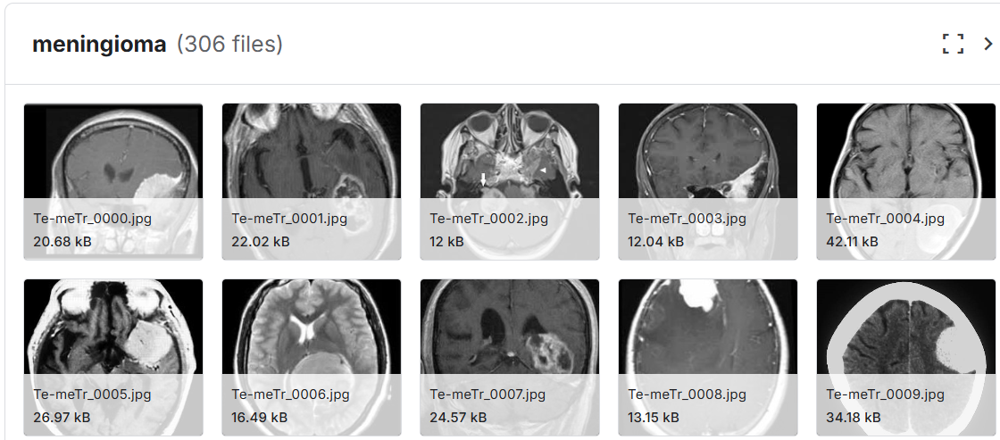 meningioma (306 files)
Te-meTr_0000.jpg
20.68 kB
Te-meTr_0001.jpg
22.02 kB
Te-meTr_0002.jpg
12 kB
Te-meTr_0003.jpg
12.04 kB
Te-meTr_0004.jpg
42.11 kB
Te-meTr_0005.jpg
26.97 kB
Te-meTr_0006.jpg
16.49 kB
Te-meTr_0007.jpg
24.57 kB
Te-meTr_0008.jpg
13.15 kB
Te-meTr_0009.jpg
34.18 kB